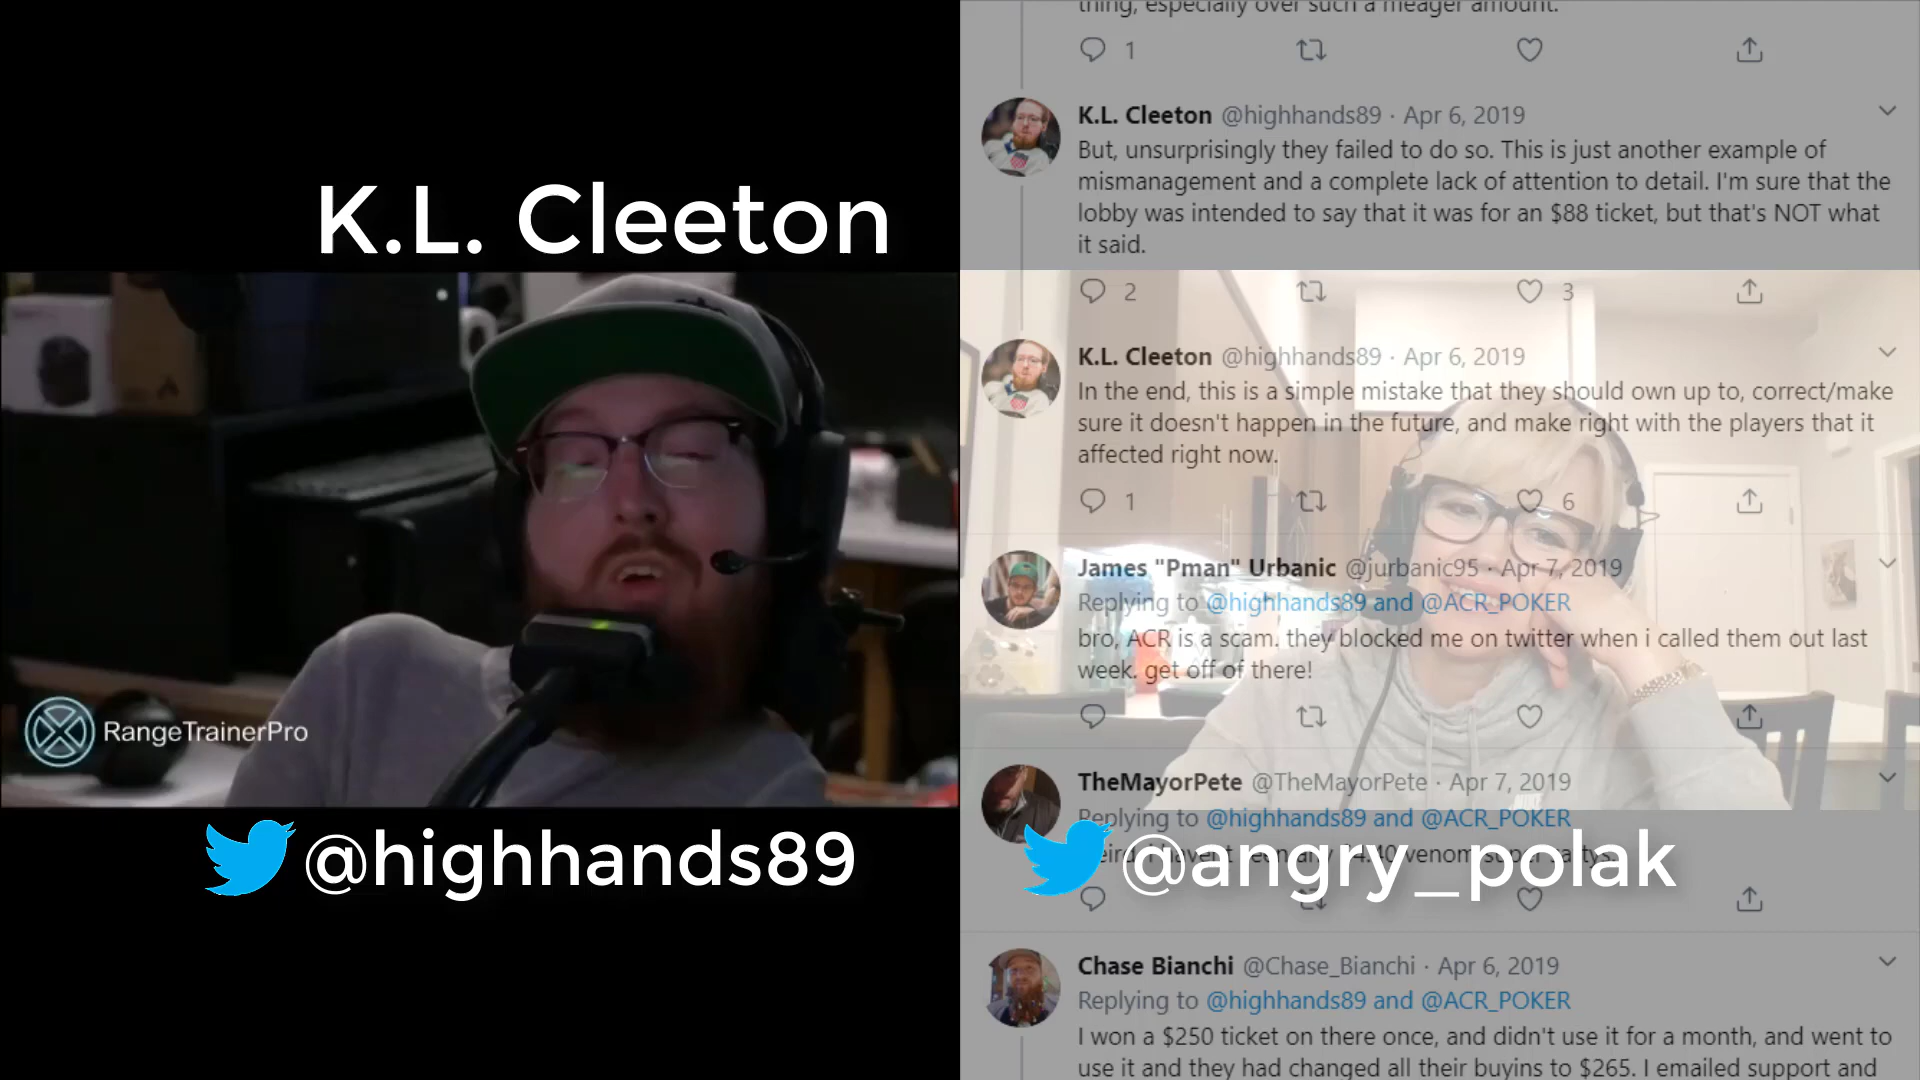 K.L. Cleeton
RangeTrainerPro
@highhands89
thing, especially over such a meager amount.
1
K.L. Cleeton @highhands89 · Apr 6, 2019
But, unsurprisingly they failed to do so. This is just another example of
mismanagement and a complete lack of attention to detail. I'm sure that the
lobby was intended to say that it was for an $88 ticket, but that's NOT what
it said.
2 3
K.L. Cleeton @highhands89 · Apr 6, 2019
In the end, this is a simple mistake that they should own up to, correct/make
sure it doesn't happen in the future, and make right with the players that it
affected right now.
1 6
James "Pman" Urbanic @jurbanic95 · Apr 7, 2019
Replying to @highhands89 and @ACR_POKER
bro, ACR is a scam. they blocked me on twitter when i called them out last
week. get off of there!
TheMayorPete @TheMayorPete · Apr 7, 2019
Replying to @highhands89 and @ACR_POKER
venom super satys
@angry_polak
Chase Bianchi @Chase_Bianchi · Apr 6, 2019
Replying to @highhands89 and @ACR_POKER
I won a $250 ticket on there once, and didn't use it for a month, and went to
use it and they had changed all their buyins to $265. I emailed support and